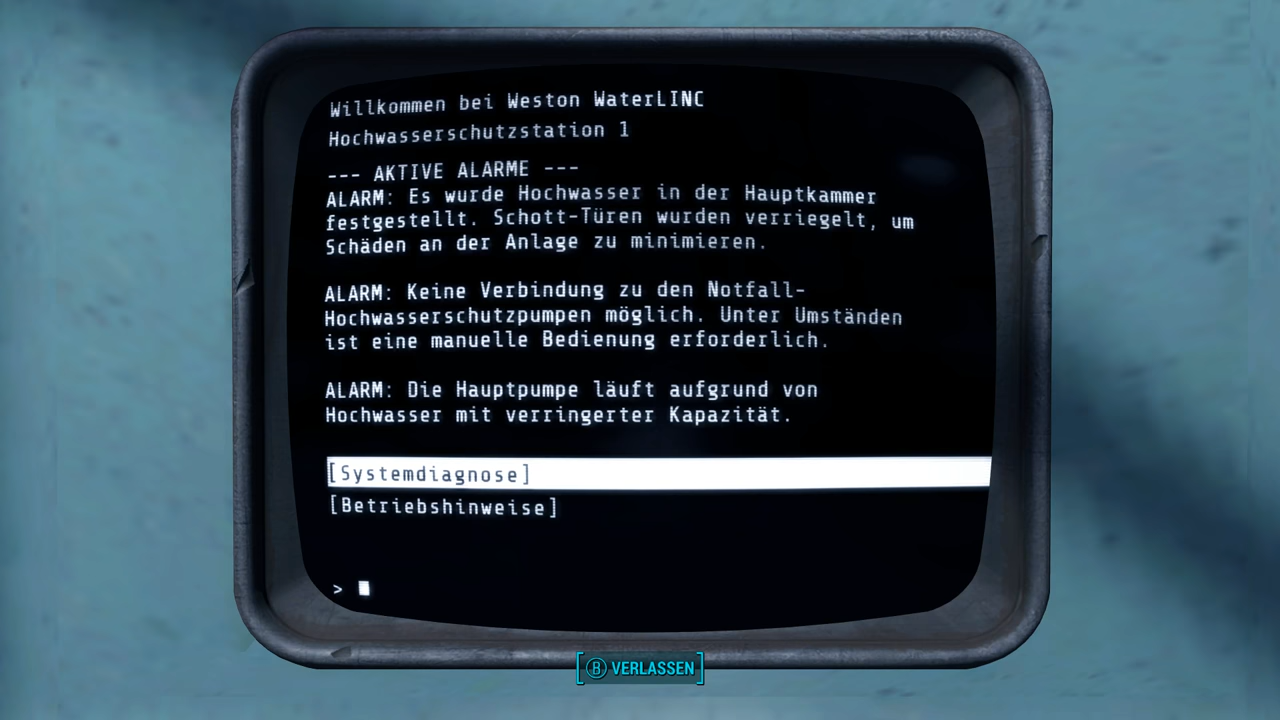 Willkommen bei Weston WaterLINC
Hochwasserschutzstation 1
--- AKTIVE ALARME ---
ALARM: Es wurde Hochwasser in der Hauptkammer
festgestellt. Schott-Türen wurden verriegelt, um
Schäden an der Anlage zu minimieren.
ALARM: Keine Verbindung zu den Notfall-
Hochwasserschutzpumpen möglich. Unter Umständen
ist eine manuelle Bedienung erforderlich.
ALARM: Die Hauptpumpe läuft aufgrund von
Hochwasser mit verringerter Kapazität.
[Systemdiagnose]
[Betriebshinweise]
>
B VERLASSEN